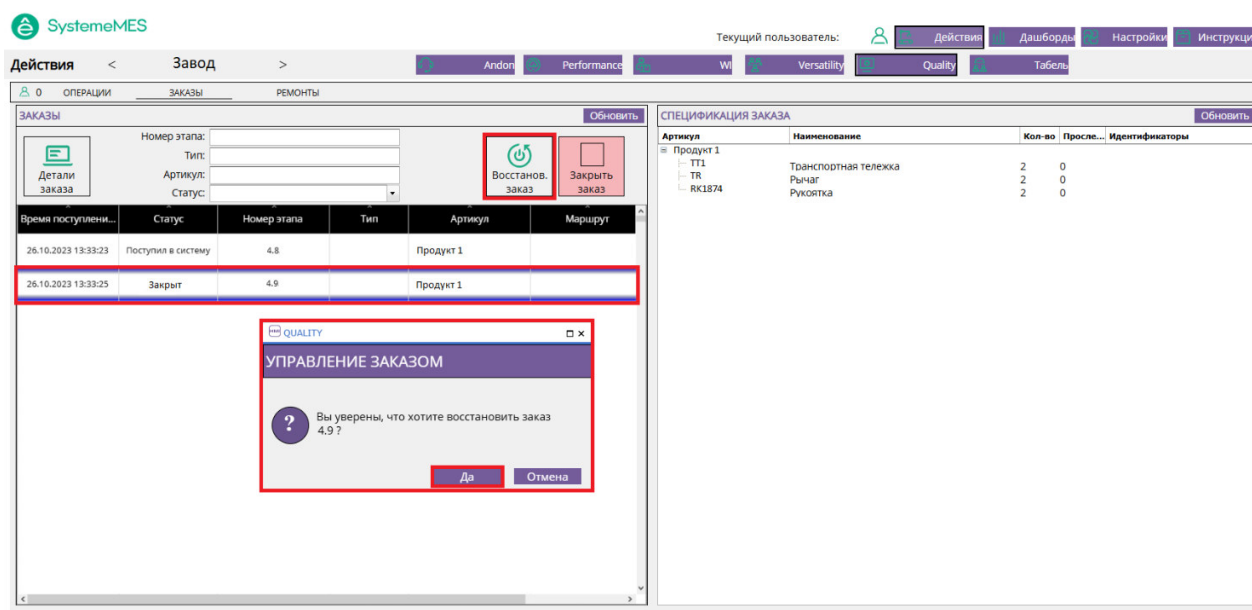 SystemeMES
Текущий пользователь:
Действия
Дашборды
Настройки
Инструкци
Действия < Завод >
Andon
Performance
WI
Versatility
Quality
Табель
0 ОПЕРАЦИИ ЗАКАЗЫ РЕМОНТЫ
ЗАКАЗЫ
Обновить
Детали
заказа
Номер этапа:
Тип:
Артикул:
Статус:
Восстанов.
заказ
Закрыть
заказ
Время поступлени... Статус Номер этапа Тип Артикул Маршрут
26.10.2023 13:33:23 Поступил в систему 4.8 Продукт 1
26.10.2023 13:33:25 Закрыт 4.9 Продукт 1
QUALITY
УПРАВЛЕНИЕ ЗАКАЗОМ
?
Вы уверены, что хотите восстановить заказ
4.9 ?
Да
Отмена
СПЕЦИФИКАЦИЯ ЗАКАЗА
Обновить
Артикул Наименование Кол-во Просле... Идентификаторы
Продукт 1
TT1 Транспортная тележка 2 0
TR Рычаг 2 0
RK1874 Рукоятка 2 0